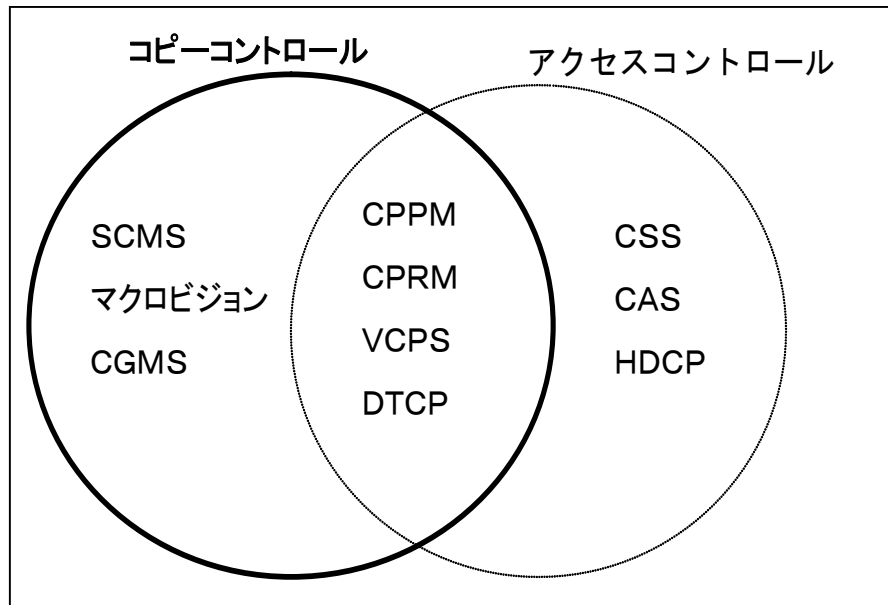 コピーコントロール
アクセスコントロール
SCMS
マクロビジョン
CGMS
CPPM
CPRM
VCPS
DTCP
CSS
CAS
HDCP